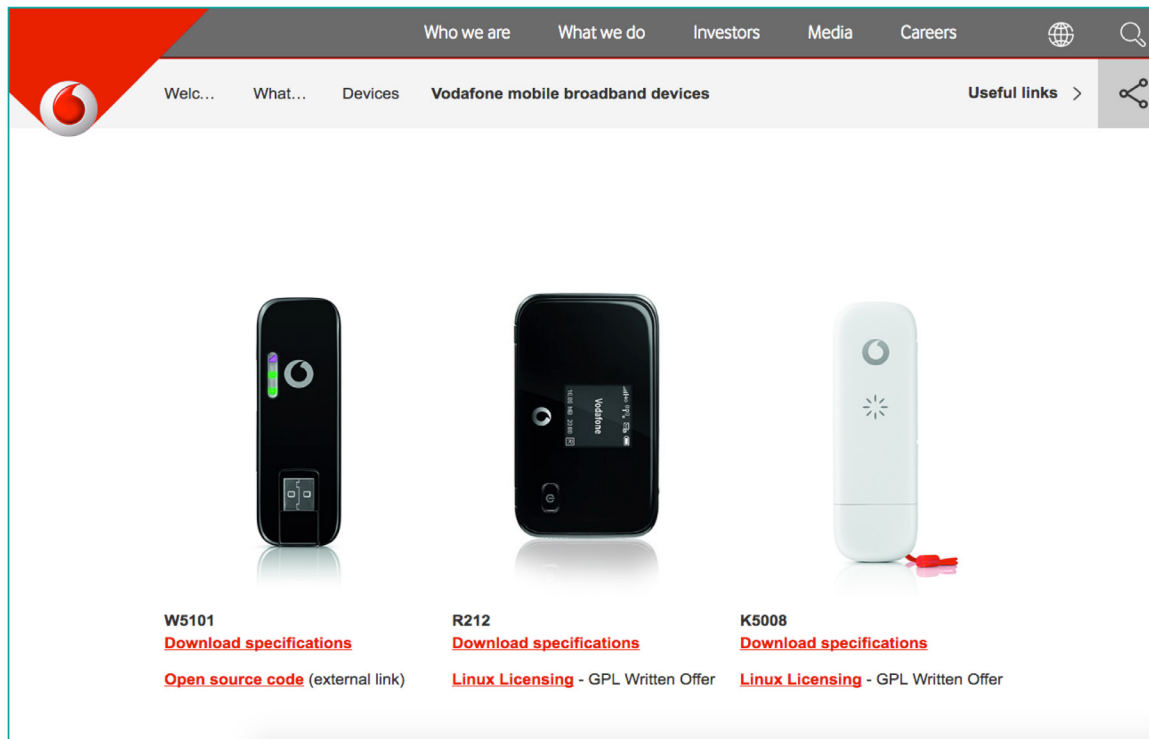 Who we are What we do Investors Media Careers
Welc... What... Devices Vodafone mobile broadband devices Useful links >
Vodafone
W5101 R212 K5008
Download specifications Download specifications Download specifications
Open source code (external link) Linux Licensing - GPL Written Offer Linux Licensing - GPL Written Offer